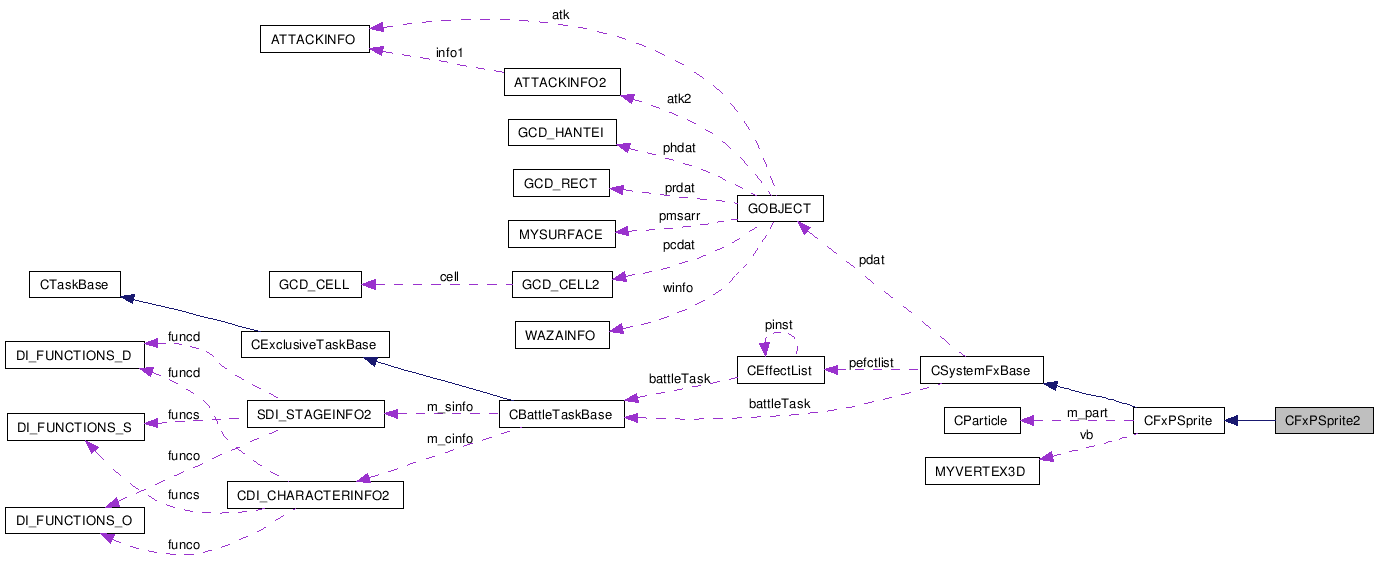 atk
ATTACKINFO
info1
ATTACKINFO2
atk2
GCD_HANTEI
phdat
GCD_RECT
prdat
GOBJECT
pmsarr
MYSURFACE
pcdat
pdat
CTaskBase
GCD_CELL
cell
GCD_CELL2
winfo
pinst
WAZAINFO
funcd
CExclusiveTaskBase
DI_FUNCTIONS_D
funcd
battleTask
CEffectList
pefctlist
CSystemFxBase
battleTask
SDI_STAGEINFO2
m_sinfo
CBattleTaskBase
funcs
DI_FUNCTIONS_S
m_cinfo
CParticle
m_part
CFxPSprite
CFxPSprite2
vb
funco
MYVERTEX3D
funcs
CDI_CHARACTERINFO2
DI_FUNCTIONS_O
funco